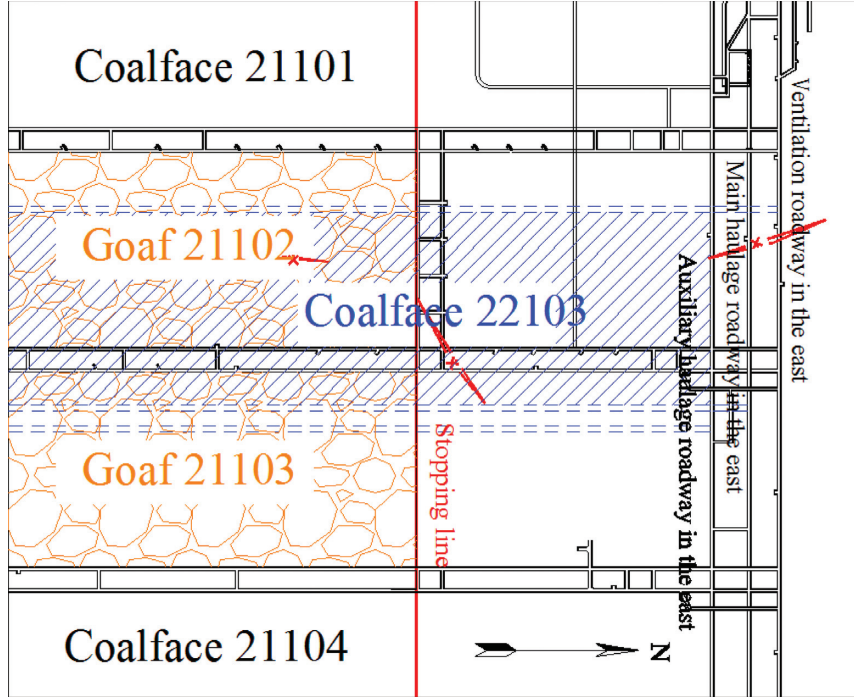 Coalface 21101
Ventilation roadway in the east
Main haulage roadway in the east
Goaf 21102
Auxiliary haulage roadway in the east
Coalface 22103
Stopping line
Goaf 21103
Coalface 21104
N